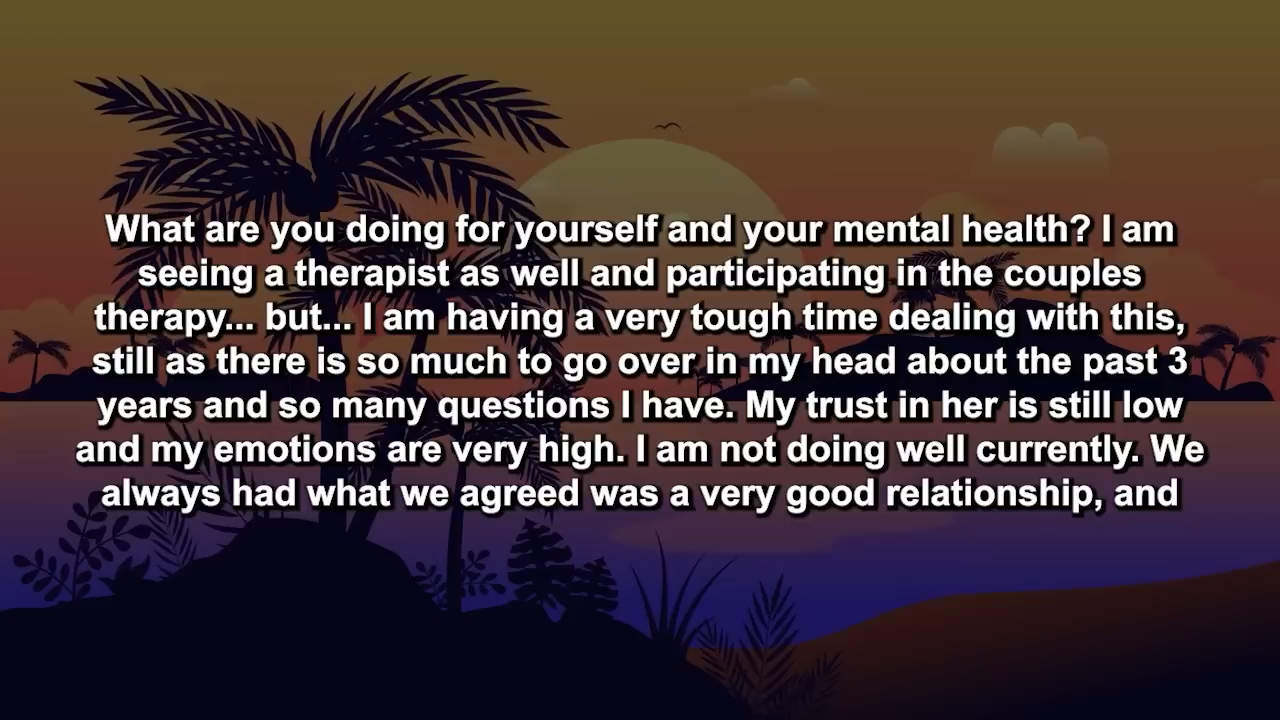 What are you doing for yourself and your mental health? I am
seeing a therapist as well and participating in the couples
therapy... but... I am having a very tough time dealing with this,
still as there is so much to go over in my head about the past 3
years and so many questions I have. My trust in her is still low
and my emotions are very high. I am not doing well currently. We
always had what we agreed was a very good relationship, and